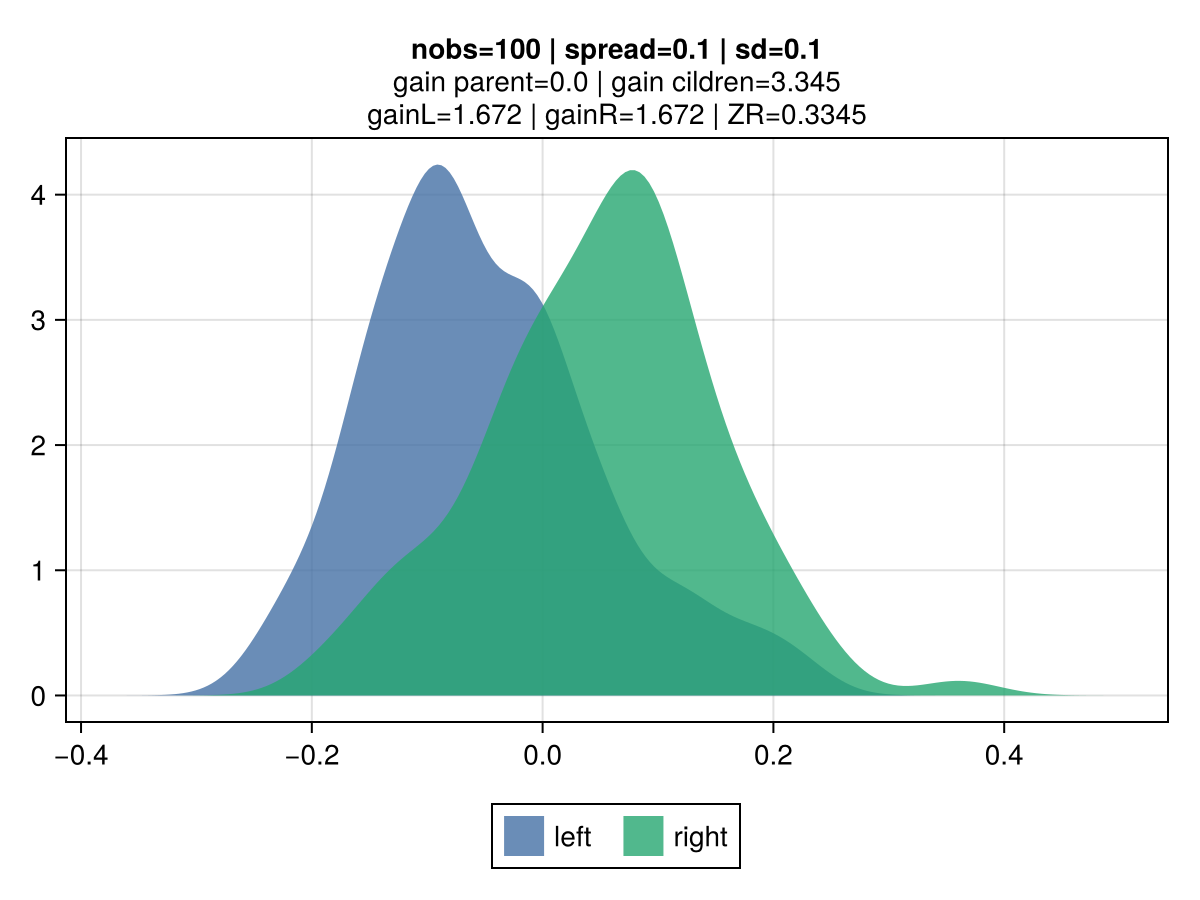 nobs=100 | spread=0.1 | sd=0.1
gain parent=0.0 | gain cildren=3.345
gainL=1.672 | gainR=1.672 | ZR=0.3345
4
3
2
1
0
−0.4 −0.2 0.0 0.2 0.4
left right